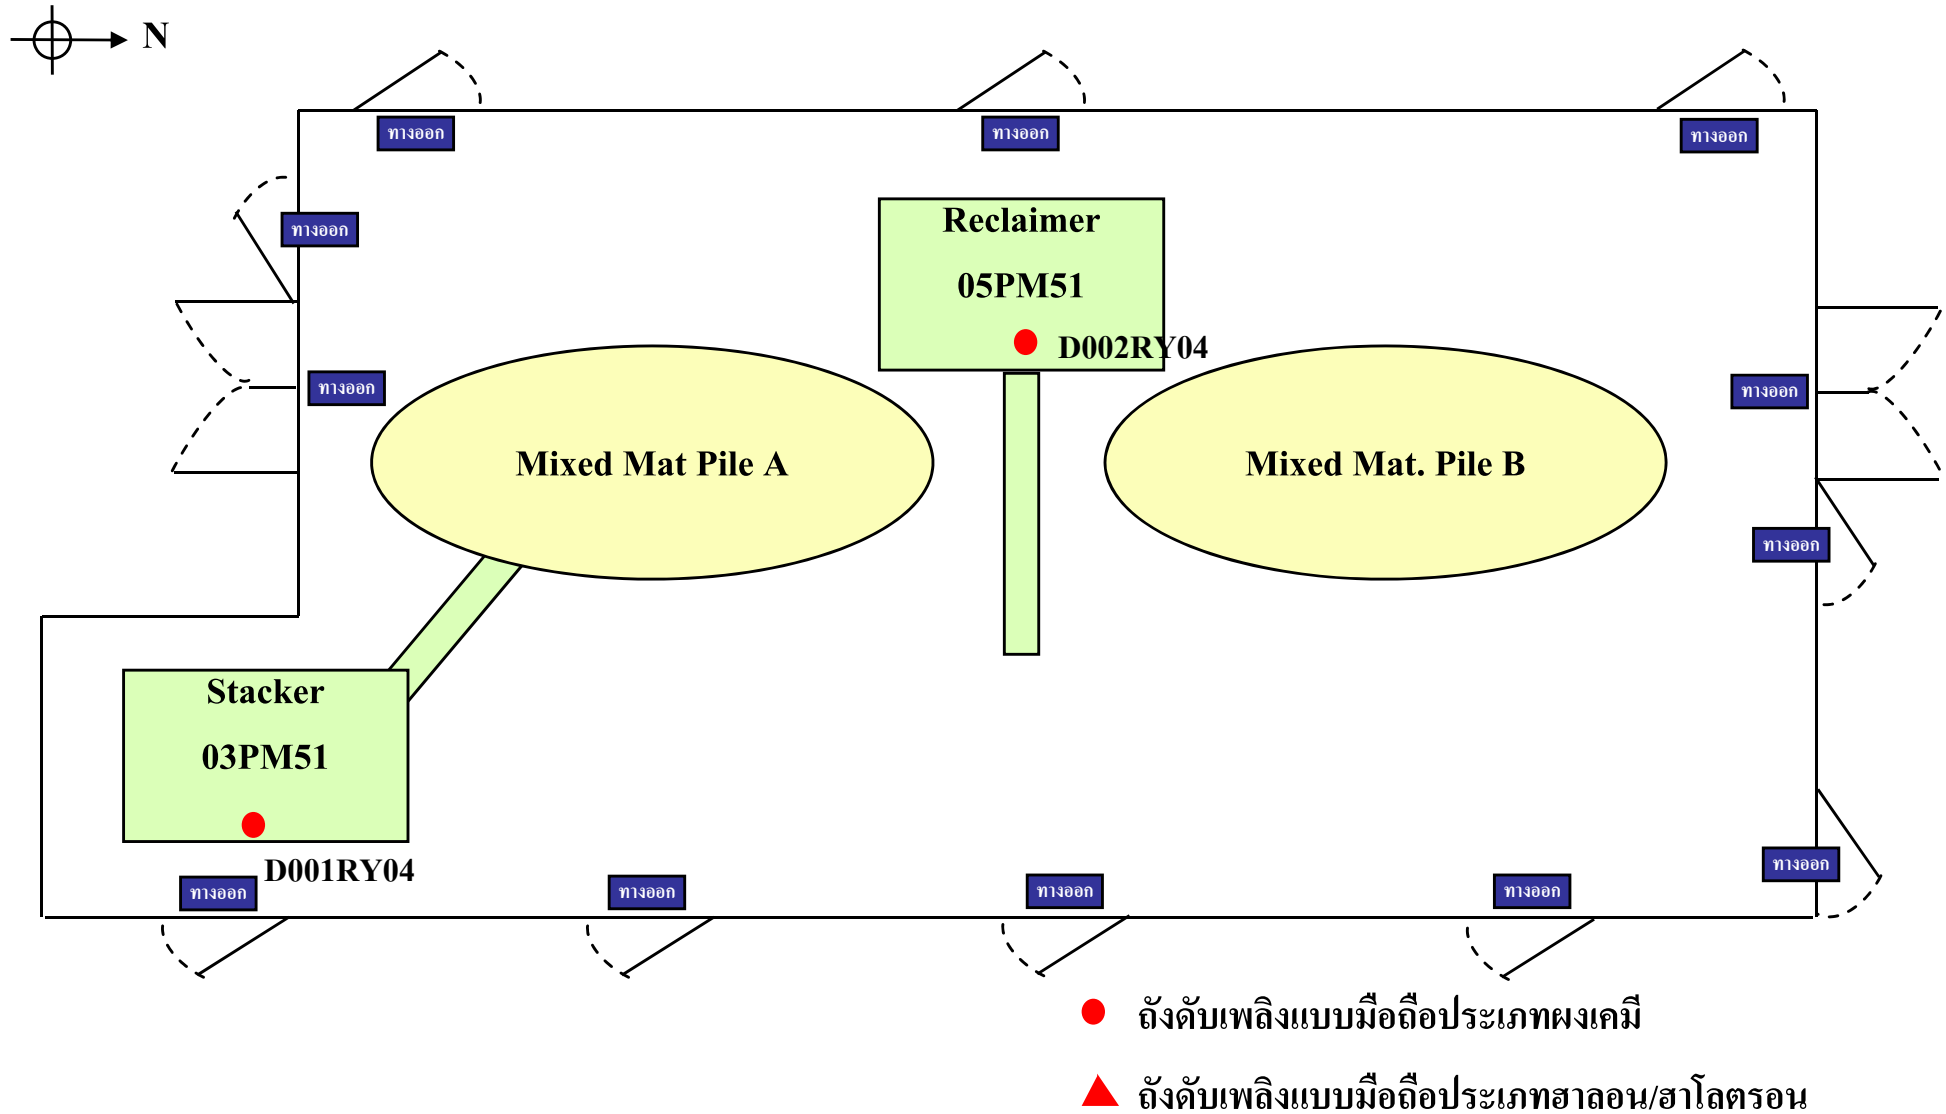 N
ทางออก
ทางออก
ทางออก
ทางออก
Reclaimer
05PM51
D002RY04
ทางออก
ทางออก
Mixed Mat Pile A
Mixed Mat. Pile B
ทางออก
Stacker
03PM51
D001RY04
ทางออก
ทางออก
ทางออก
ทางออก
ทางออก
ถังดับเพลิงแบบมือถือประเภทผงเคมี
ถังดับเพลิงแบบมือถือประเภทฮาลอน/ฮาโลตรอน